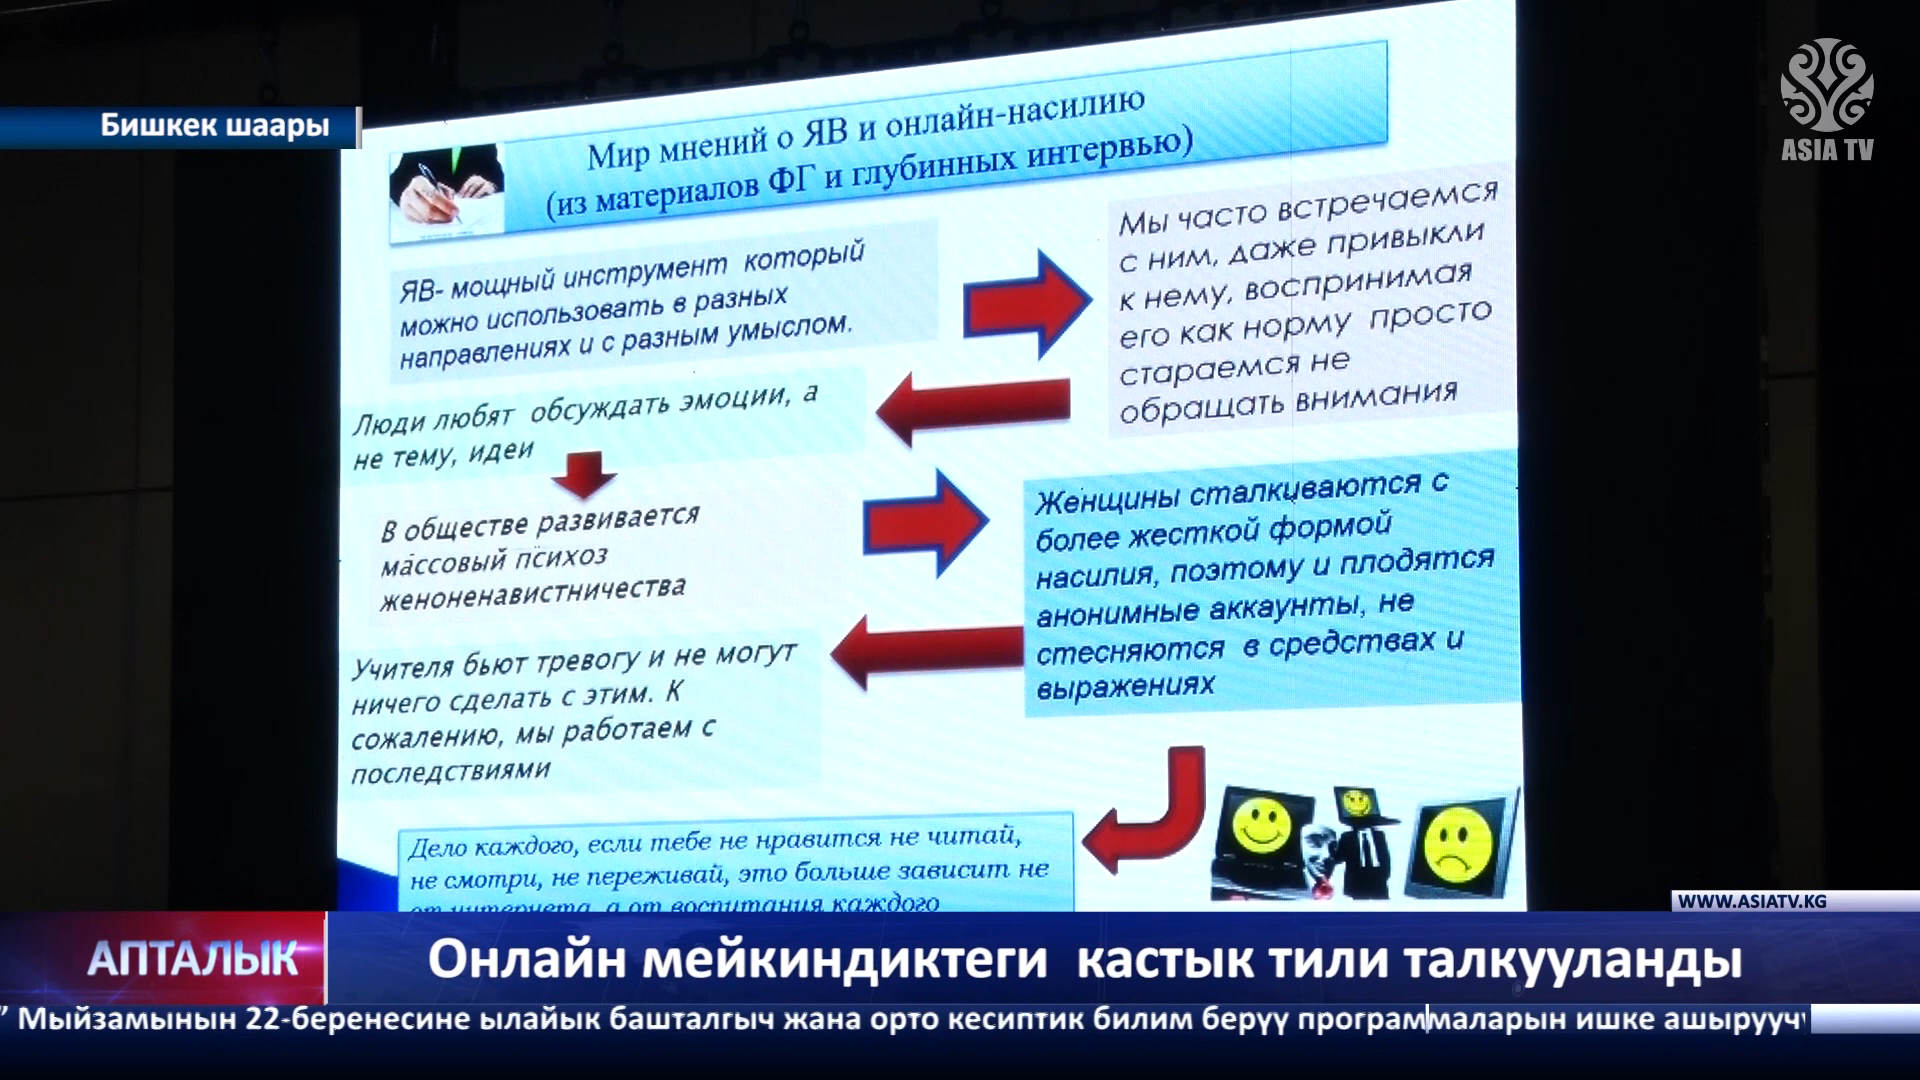 Бишкек шаары
ASIA TV
Мир мнений о ЯВ и онлайн-насилию
(из материалов ФГ и глубинных интервью)
ЯВ- мощный инструмент который
можно использовать в разных
направлениях и с разным умыслом.
Мы часто встречаемся
с ним, даже привыкли
к нему, воспринимая
его как норму просто
стараемся не
обращать внимания
Люди любят обсуждать эмоции, а
не тему, идеи
В обществе развивается
массовый психоз
женоненавистничества
Женщины сталкиваются с
более жесткой формой
насилия, поэтому и плодятся
анонимные аккаунты, не
стесняются в средствах и
выражениях
Учителя бьют тревогу и не могут
ничего сделать с этим. К
сожалению, мы работаем с
последствиями
Дело каждого, если тебе не нравится не читай,
не смотри, не переживай, это больше зависит не
от интернета, а от воспитания каждого
WWW.ASIATV.KG
АПТАЛЫК
Онлайн мейкиндиктеги кастык тили талкууланды
” Мыйзамынын 22-беренесине ылайык башталгыч жана орто кесиптик билим берүү программаларын ишке ашыруучу